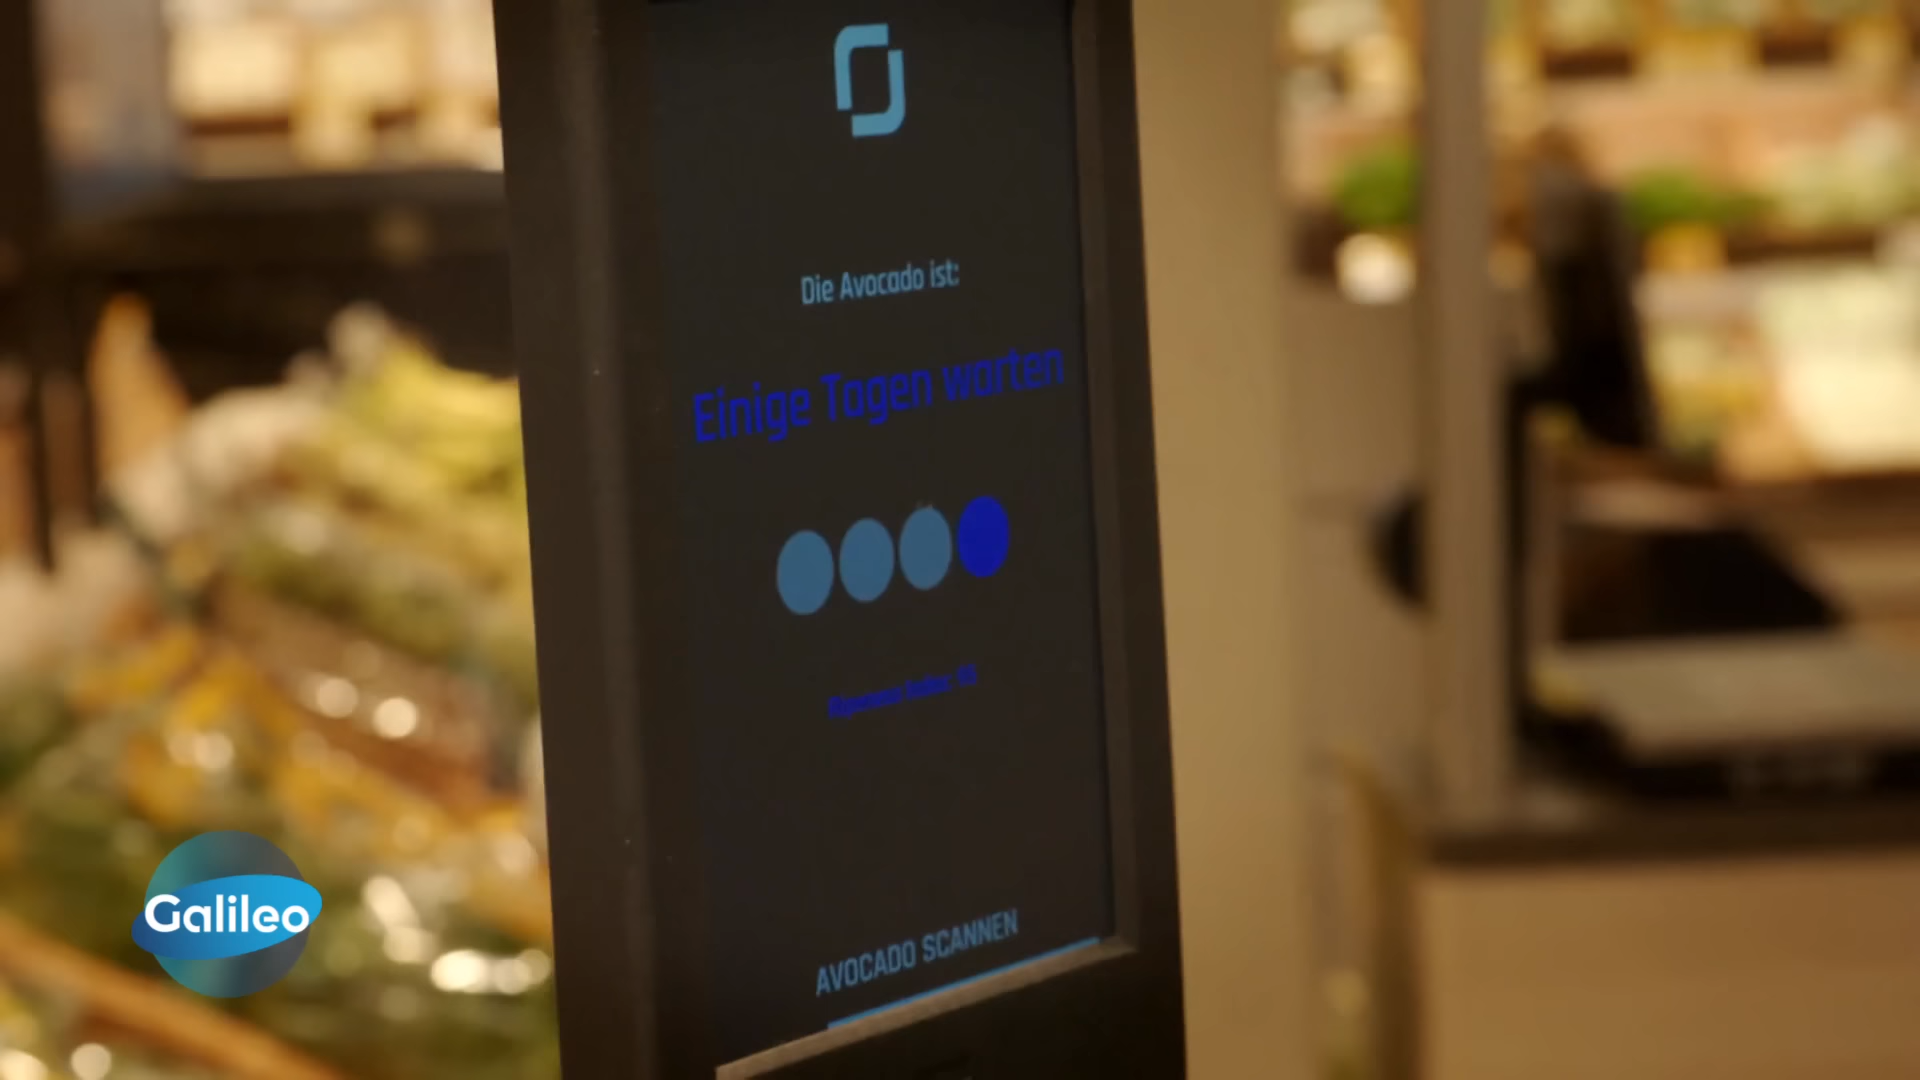 Die Avocado ist:
Einige Tagen warten
AVOCADO SCANNEN
Galileo